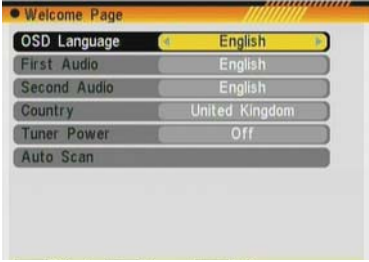 Welcome Page
OSD Language English
First Audio English
Second Audio English
Country United Kingdom
Tuner Power Off
Auto Scan